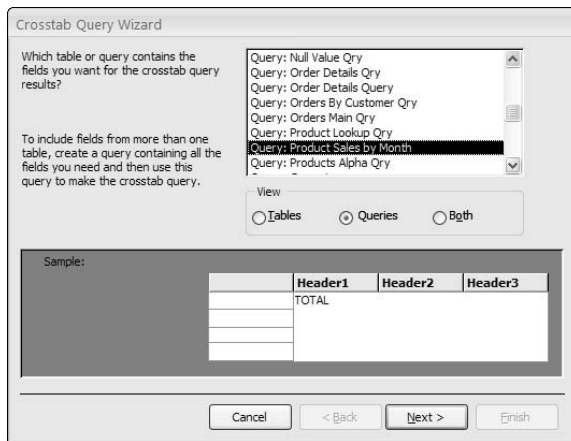 Crosstab Query Wizard
Which table or query contains the
fields you want for the crosstab query
results?
To include fields from more than one
table, create a query containing all the
fields you need and then use this
query to make the crosstab query.
Query: Null Value Qry
Query: Order Details Qry
Query: Order Details Query
Query: Orders By Customer Qry
Query: Orders Main Qry
Query: Product Lookup Qry
Query: Product Sales by Month
Query: Products Alpha Qry
View
Tables
Queries
Both
Sample:
Header1 Header2 Header3
TOTAL
Cancel
< Back
Next >
Finish